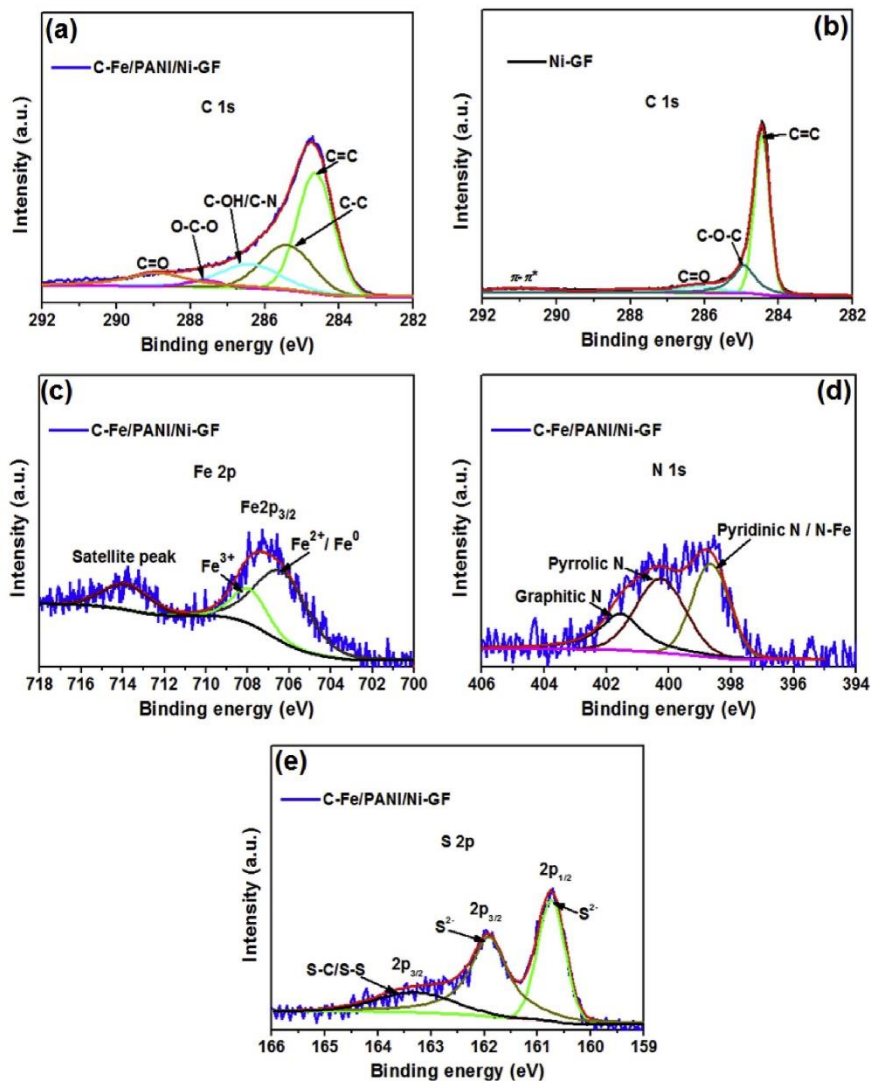 (a)
C-Fe/PANI/Ni-GF
C 1s
C=C
C-OH/C-N
C-C
O-C-O
C=O
292 290 288 286 284 282
Binding energy (eV)
Intensity (a.u.)
(b)
Ni-GF
C 1s
C=C
C-O-C
C=O
π-π*
292 290 288 286 284 282
Binding energy (eV)
Intensity (a.u.)
(c)
C-Fe/PANI/Ni-GF
Fe 2p
Fe2p3/2
Fe2+/ Fe0
Fe3+
Satellite peak
718 716 714 712 710 708 706 704 702 700
Binding energy (eV)
Intensity (a.u.)
(d)
C-Fe/PANI/Ni-GF
N 1s
Pyridinic N / N-Fe
Pyrrolic N
Graphitic N
406 404 402 400 398 396 394
Binding energy (eV)
Intensity (a.u.)
(e)
C-Fe/PANI/Ni-GF
S 2p
2p1/2
2p3/2
S2-
S2-
S-C/S-S
2p3/2
166 165 164 163 162 161 160 159
Binding energy (eV)
Intensity (a.u.)